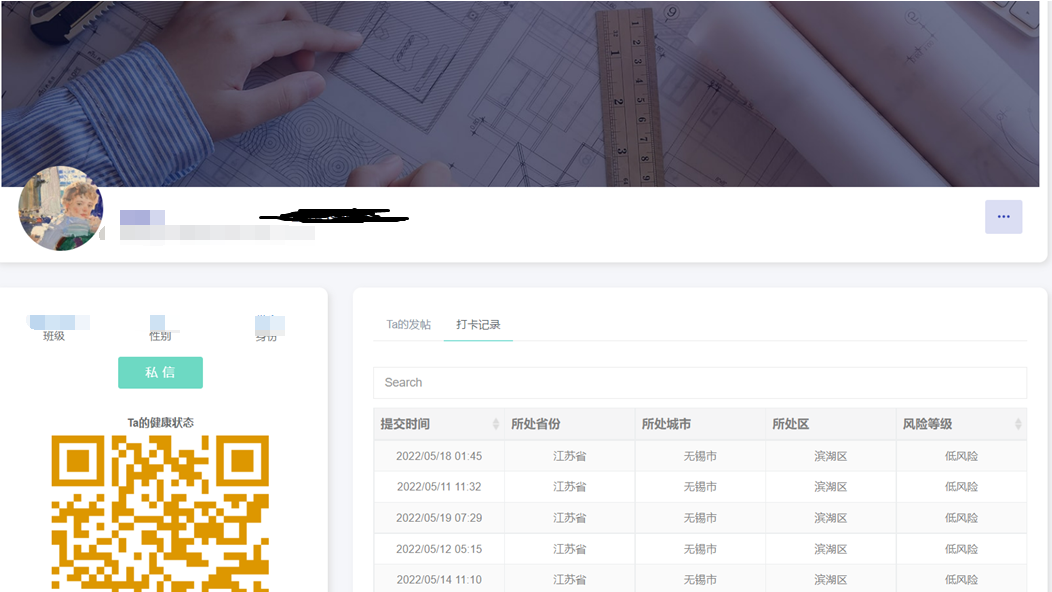 ...
班级
性别
身份
私 信
Ta的健康状态
Ta的发帖
打卡记录
Search
提交时间 所处省份 所处城市 所处区 风险等级
2022/05/18 01:45 江苏省 无锡市 滨湖区 低风险
2022/05/11 11:32 江苏省 无锡市 滨湖区 低风险
2022/05/19 07:29 江苏省 无锡市 滨湖区 低风险
2022/05/12 05:15 江苏省 无锡市 滨湖区 低风险
2022/05/14 11:10 江苏省 无锡市 滨湖区 低风险